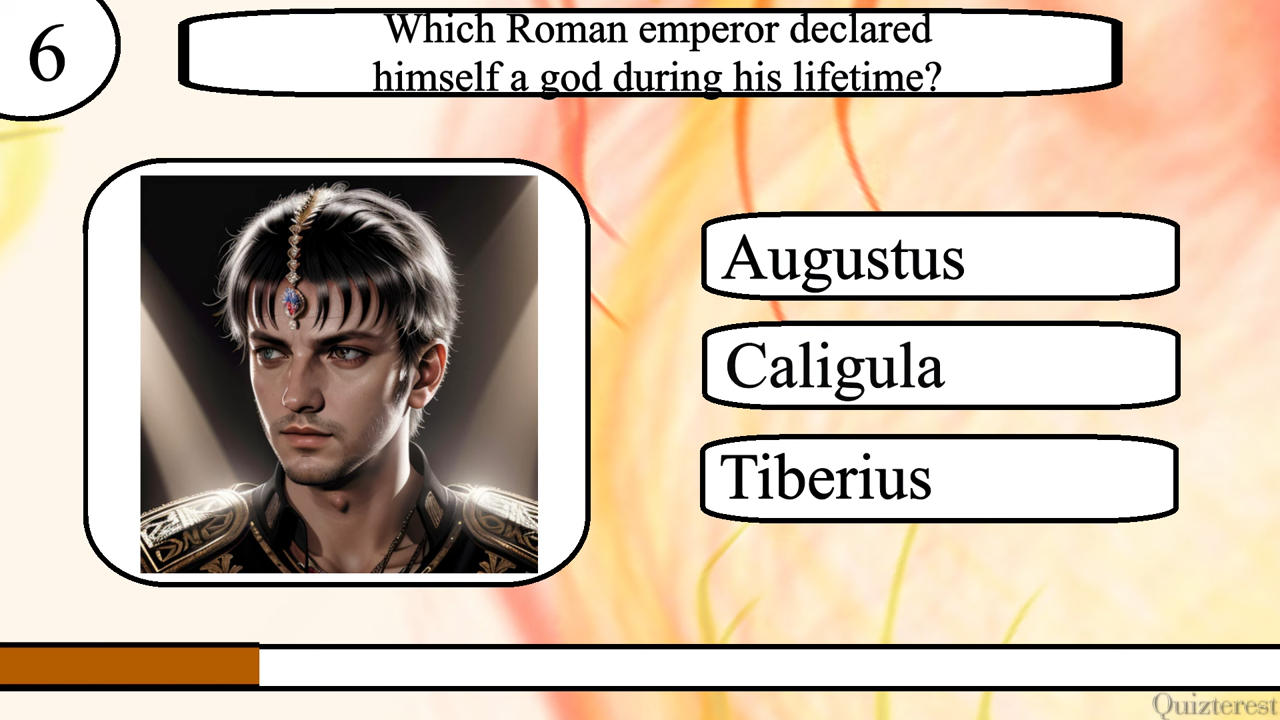 6
Which Roman emperor declared
himself a god during his lifetime?
Augustus
Caligula
Tiberius
Quizterest